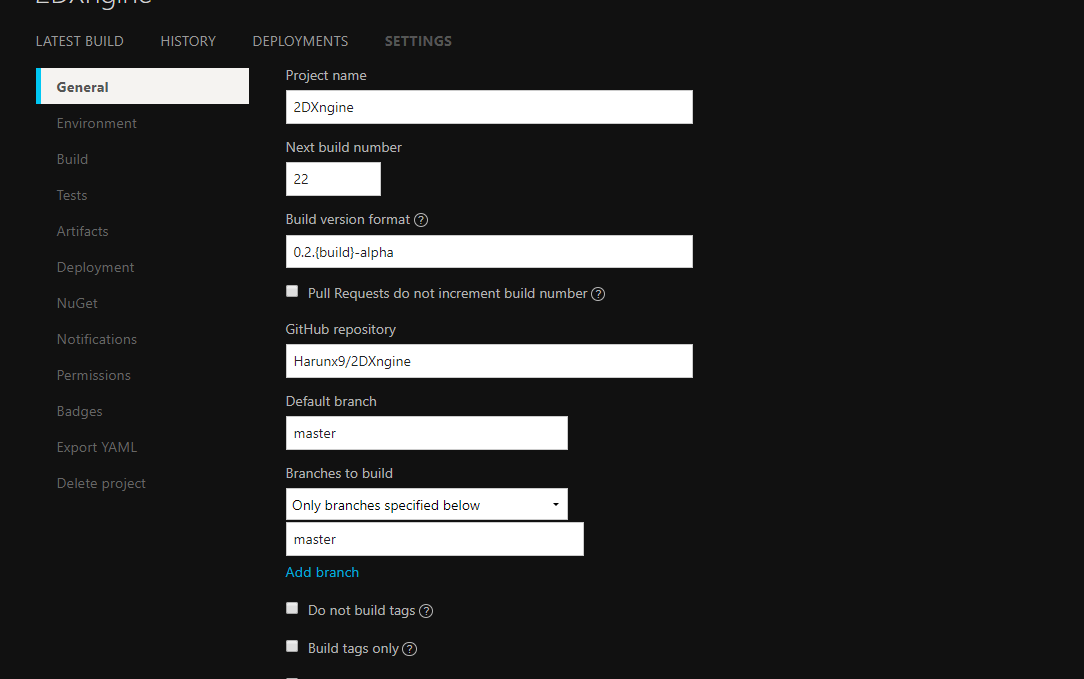 2DXngine
LATEST BUILD HISTORY DEPLOYMENTS SETTINGS
General
Environment
Build
Tests
Artifacts
Deployment
NuGet
Notifications
Permissions
Badges
Export YAML
Delete project
Project name
2DXngine
Next build number
22
Build version format ?
0.2.{build}-alpha
Pull Requests do not increment build number ?
GitHub repository
Harunx9/2DXngine
Default branch
master
Branches to build
Only branches specified below
master
Add branch
Do not build tags ?
Build tags only ?